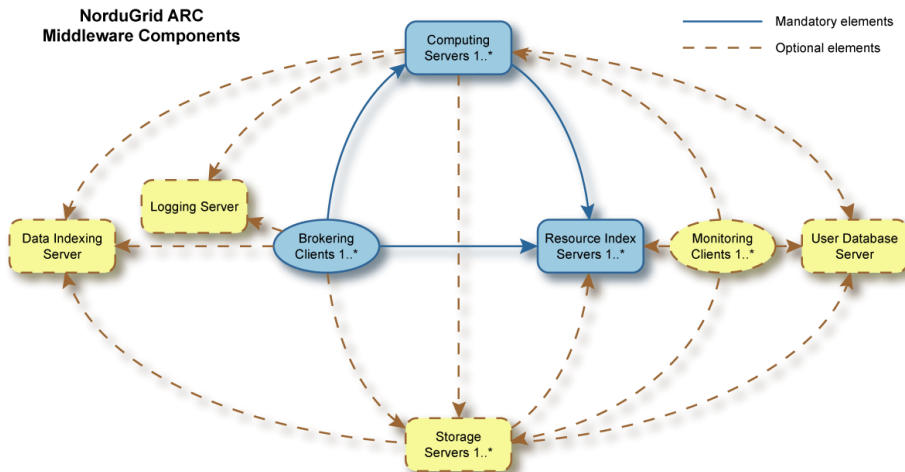 NorduGrid ARC
Middleware Components
Mandatory elements
Optional elements
Computing
Servers 1..*
Logging Server
Data Indexing
Server
Brokering
Clients 1..*
Resource Index
Servers 1..*
Monitoring
Clients 1..*
User Database
Server
Storage
Servers 1..*